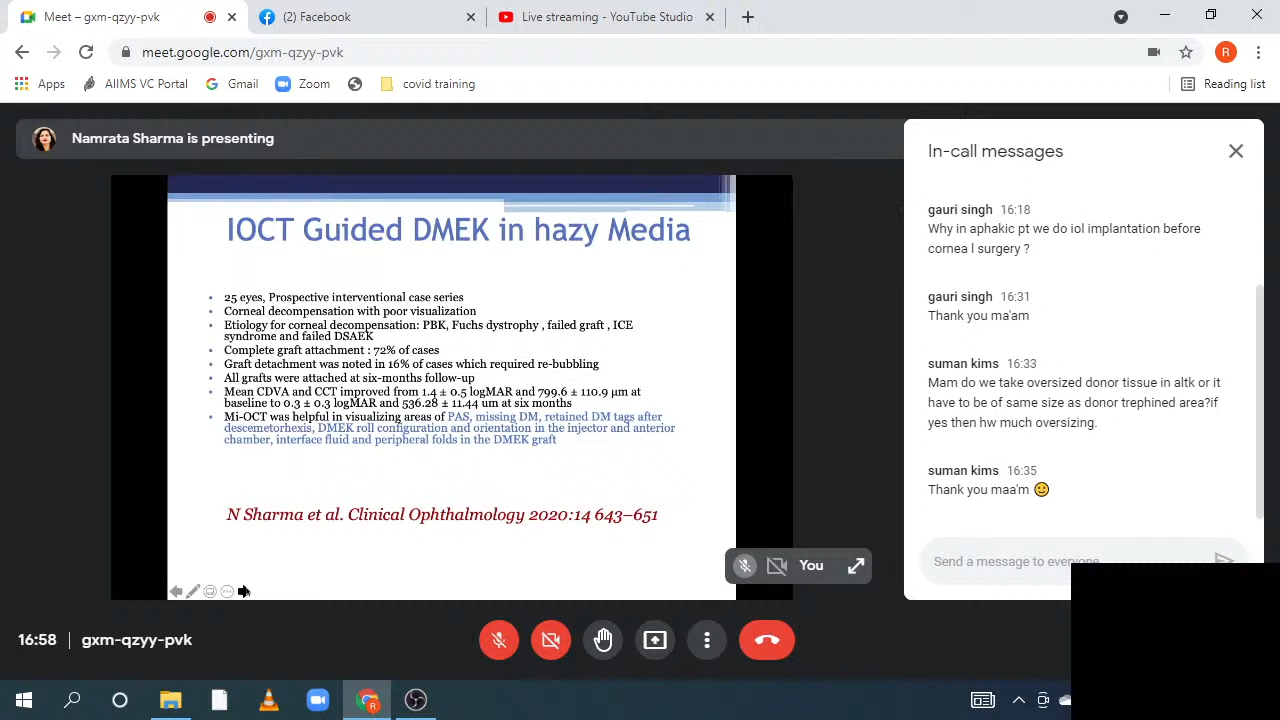 Meet – gxm-qzyy-pvk
(2) Facebook
Live streaming - YouTube Studio
meet.google.com/gxm-qzyy-pvk
R
Apps
AIIMS VC Portal
Gmail
Zoom
covid training
Reading list
Namrata Sharma is presenting
IOCT Guided DMEK in hazy Media
• 25 eyes, Prospective interventional case series
• Corneal decompensation with poor visualization
• Etiology for corneal decompensation: PBK, Fuchs dystrophy , failed graft , ICE
syndrome and failed DSAEK
• Complete graft attachment : 72% of cases
• Graft detachment was noted in 16% of cases which required re-bubbling
• All grafts were attached at six-months follow-up
• Mean CDVA and CCT improved from 1.4 ± 0.5 logMAR and 799.6 ± 110.9 µm at
baseline to 0.3 ± 0.3 logMAR and 536.28 ± 11.44 um at six months
• Mi-OCT was helpful in visualizing areas of PAS, missing DM, retained DM tags after
descemetorhexis, DMEK roll configuration and orientation in the injector and anterior
chamber, interface fluid and peripheral folds in the DMEK graft
N Sharma et al. Clinical Ophthalmology 2020:14 643–651
You
In-call messages
gauri singh 16:18
Why in aphakic pt we do iol implantation before
cornea l surgery ?
gauri singh 16:31
Thank you ma'am
suman kims 16:33
Mam do we take oversized donor tissue in altk or it
have to be of same size as donor trephined area?if
yes then hw much oversizing.
suman kims 16:35
Thank you maa'm 🙂
Send a message to everyone
16:58 | gxm-qzyy-pvk
R